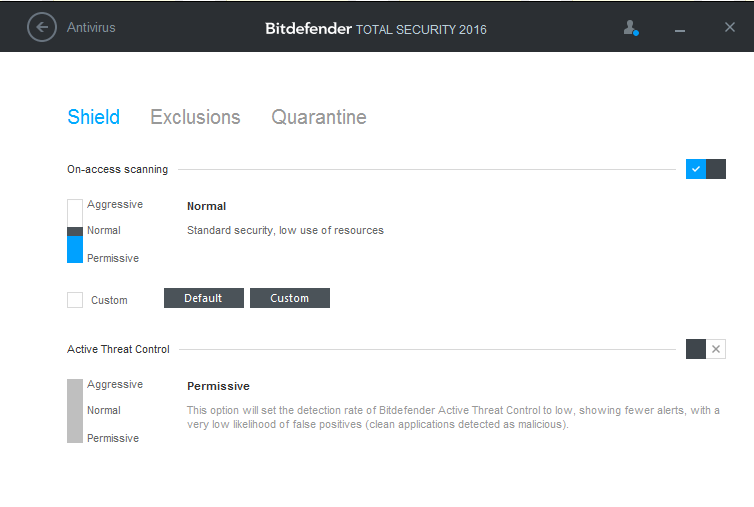 Antivirus
Bitdefender TOTAL SECURITY 2016
Shield Exclusions Quarantine
On-access scanning
Aggressive
Normal
Normal
Standard security, low use of resources
Permissive
Custom
Default
Custom
Active Threat Control
Aggressive
Permissive
Normal
This option will set the detection rate of Bitdefender Active Threat Control to low, showing fewer alerts, with a
very low likelihood of false positives (clean applications detected as malicious).
Permissive